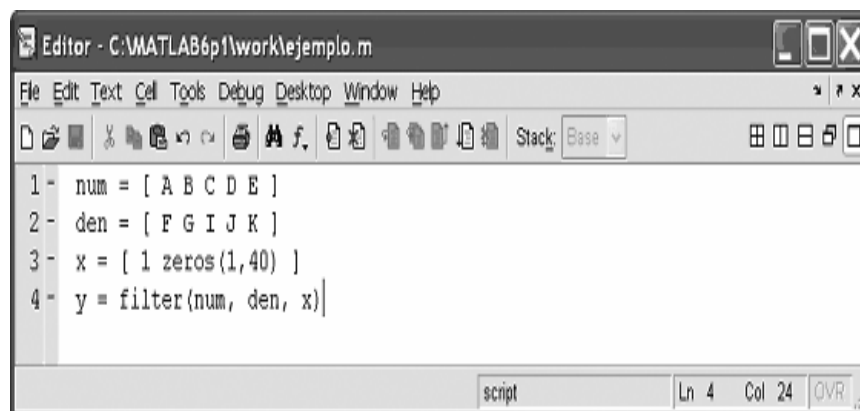 Editor - C:\MATLAB6p1\work\ejemplo.m
File Edit Text Cell Tools Debug Desktop Window Help
Stack: Base
1 - num = [ A B C D E ]
2 - den = [ F G I J K ]
3 - x = [ 1 zeros(1,40) ]
4 - y = filter(num, den, x)
script Ln 4 Col 24 OVR